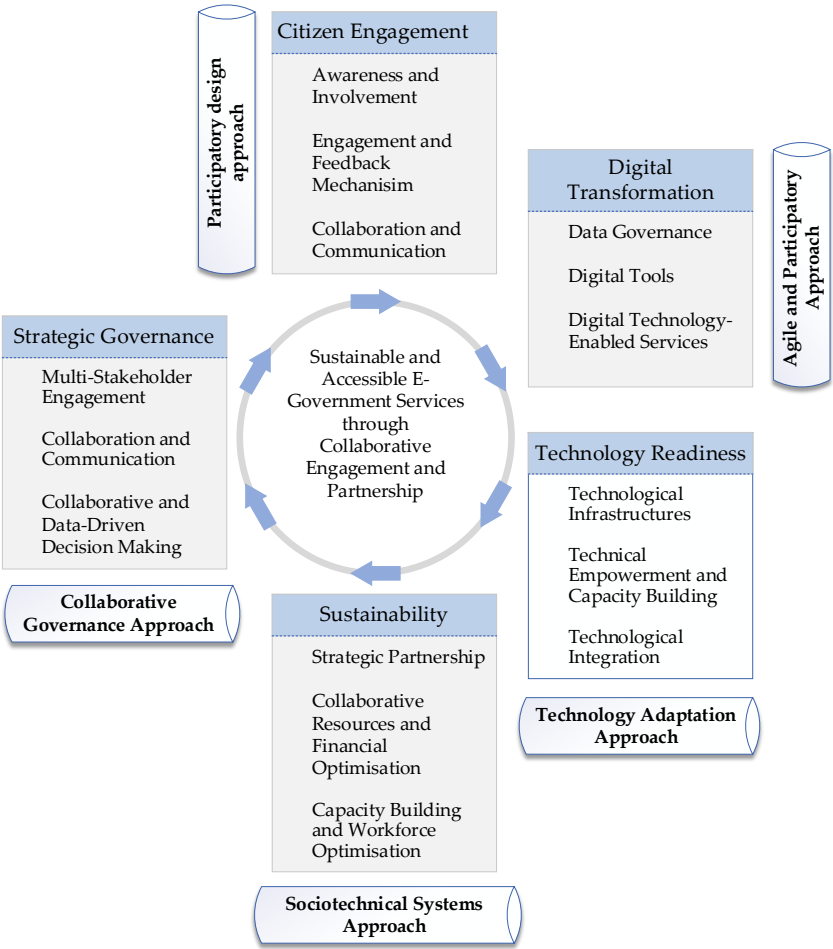 Citizen Engagement
Participatory design
approach
Awareness and
Involvement
Engagement and
Feedback
Mechanisim
Collaboration and
Communication
Digital
Transformation
Agile and Participatory
Approach
Data Governance
Digital Tools
Digital Technology-
Enabled Services
Strategic Governance
Multi-Stakeholder
Engagement
Collaboration and
Communication
Collaborative and
Data-Driven
Decision Making
Collaborative
Governance Approach
Sustainable and
Accessible E-
Government Services
through
Collaborative
Engagement and
Partnership
Technology Readiness
Technological
Infrastructures
Technical
Empowerment and
Capacity Building
Technological
Integration
Technology Adaptation
Approach
Sustainability
Strategic Partnership
Collaborative
Resources and
Financial
Optimisation
Capacity Building
and Workforce
Optimisation
Sociotechnical Systems
Approach